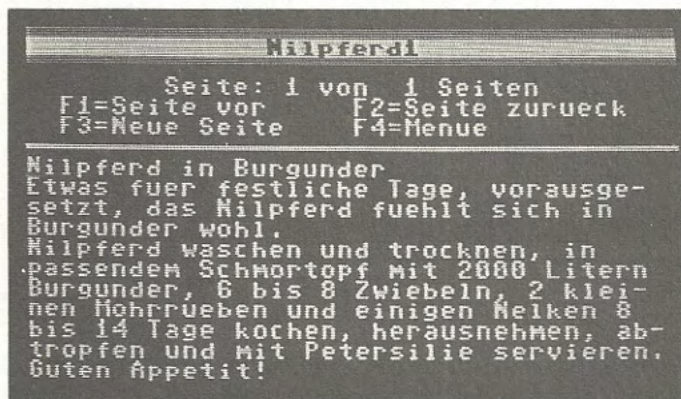 Nilpferd1
Seite: 1 von 1 Seiten
F1=Seite vor F2=Seite zurueck
F3=Neue Seite F4=Menue
Nilpferd in Burgunder
Etwas fuer festliche Tage, vorausge-
setzt, das Nilpferd fuehlt sich in
Burgunder wohl.
Nilpferd waschen und trocknen, in
passendem Schmortopf mit 2000 Litern
Burgunder, 6 bis 8 Zwiebeln, 2 klei-
nen Mohrrueben und einigen Nelken 8
bis 14 Tage kochen, herausnehmen, ab-
tropfen und mit Petersilie servieren.
Guten Appetit!